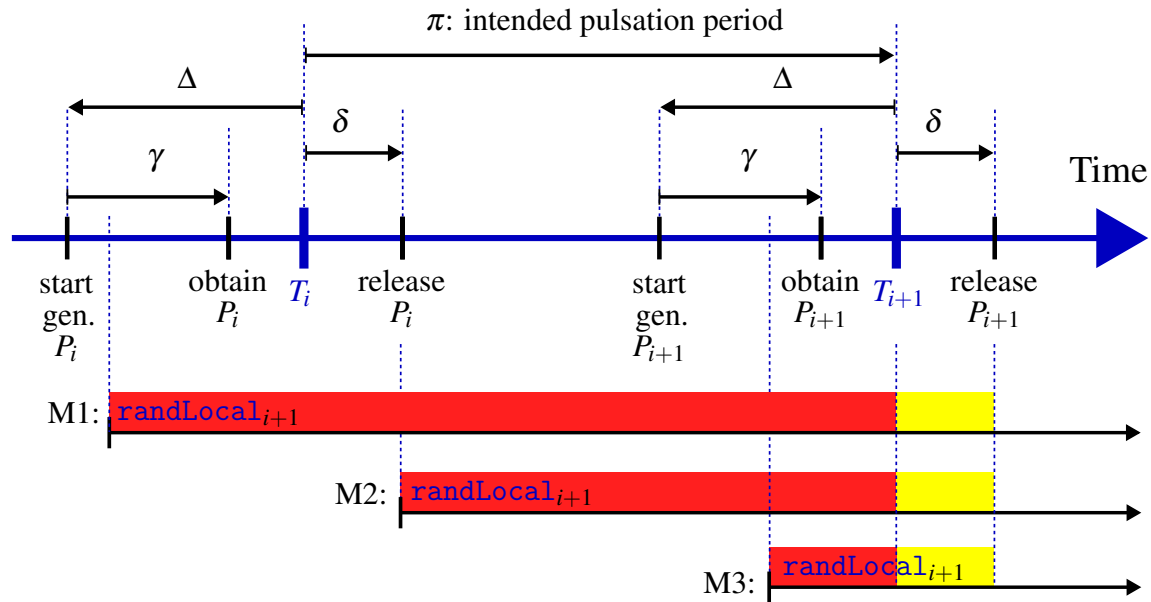 π: intended pulsation period
Δ Δ
δ δ
γ γ
Time
start obtain T_i release start obtain T_{i+1} release
gen. P_i P_i gen. P_{i+1} P_{i+1}
P_i P_{i+1}
M1: randLocal_{i+1}
M2: randLocal_{i+1}
M3: randLocal_{i+1}